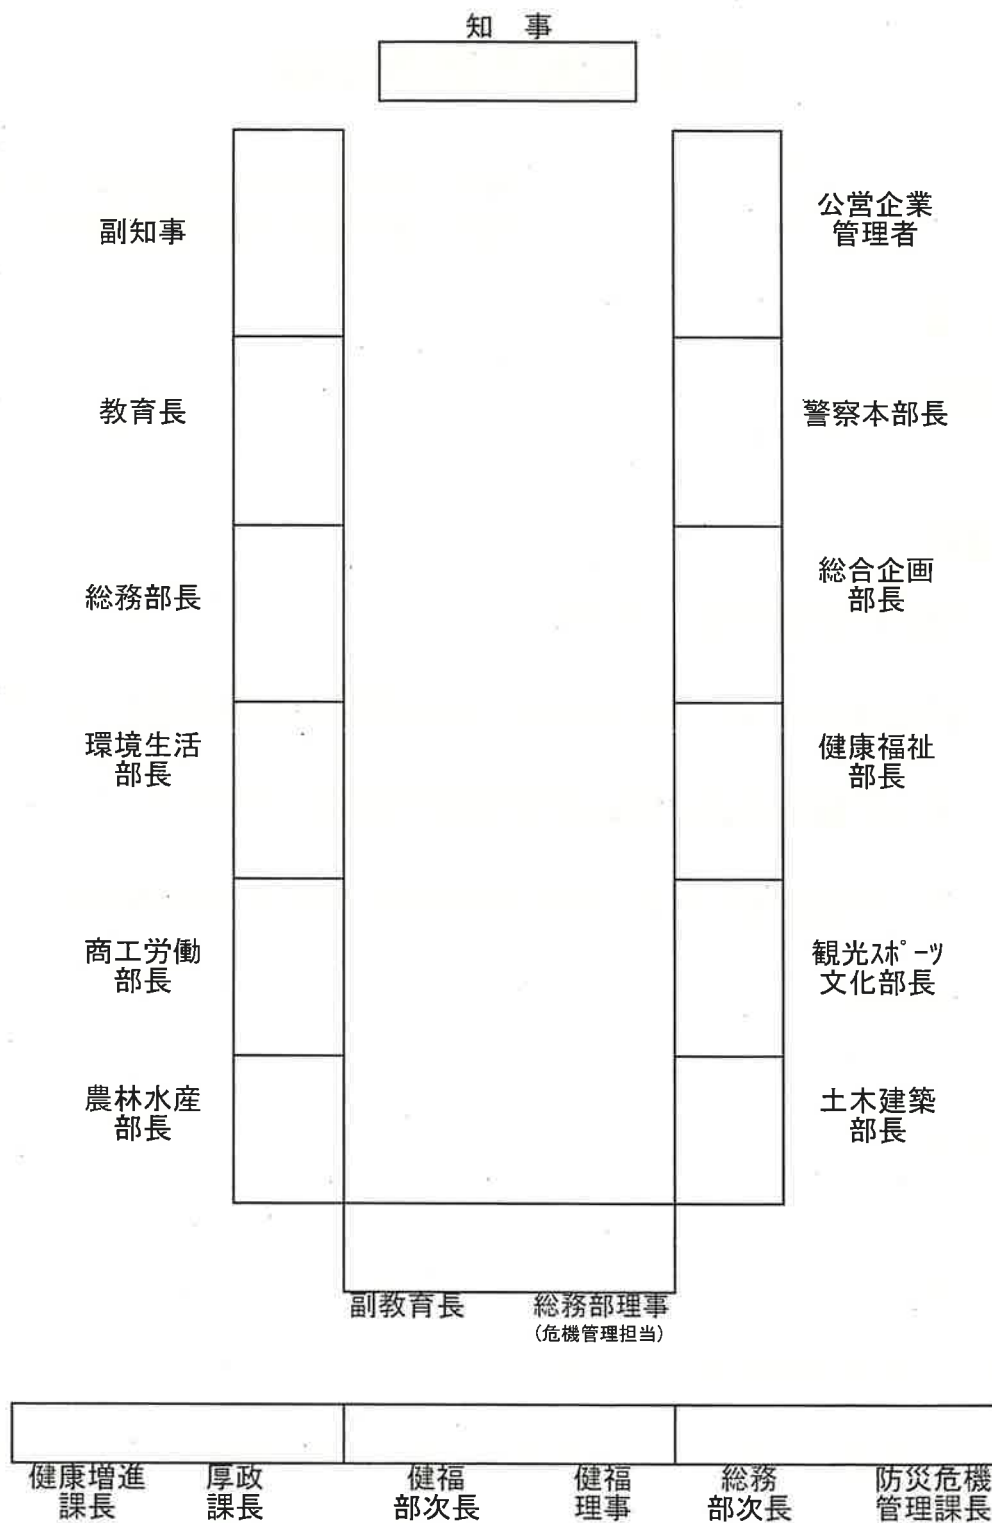 知　事
副知事
公営企業
管理者
教育長
警察本部長
総務部長
総合企画
部長
環境生活
部長
健康福祉
部長
商工労働
部長
観光ｽﾎﾟｰﾂ
文化部長
農林水産
部長
土木建築
部長
副教育長
総務部理事
(危機管理担当)
健康増進
課長
厚政
課長
健福
部次長
健福
理事
総務
部次長
防災危機
管理課長